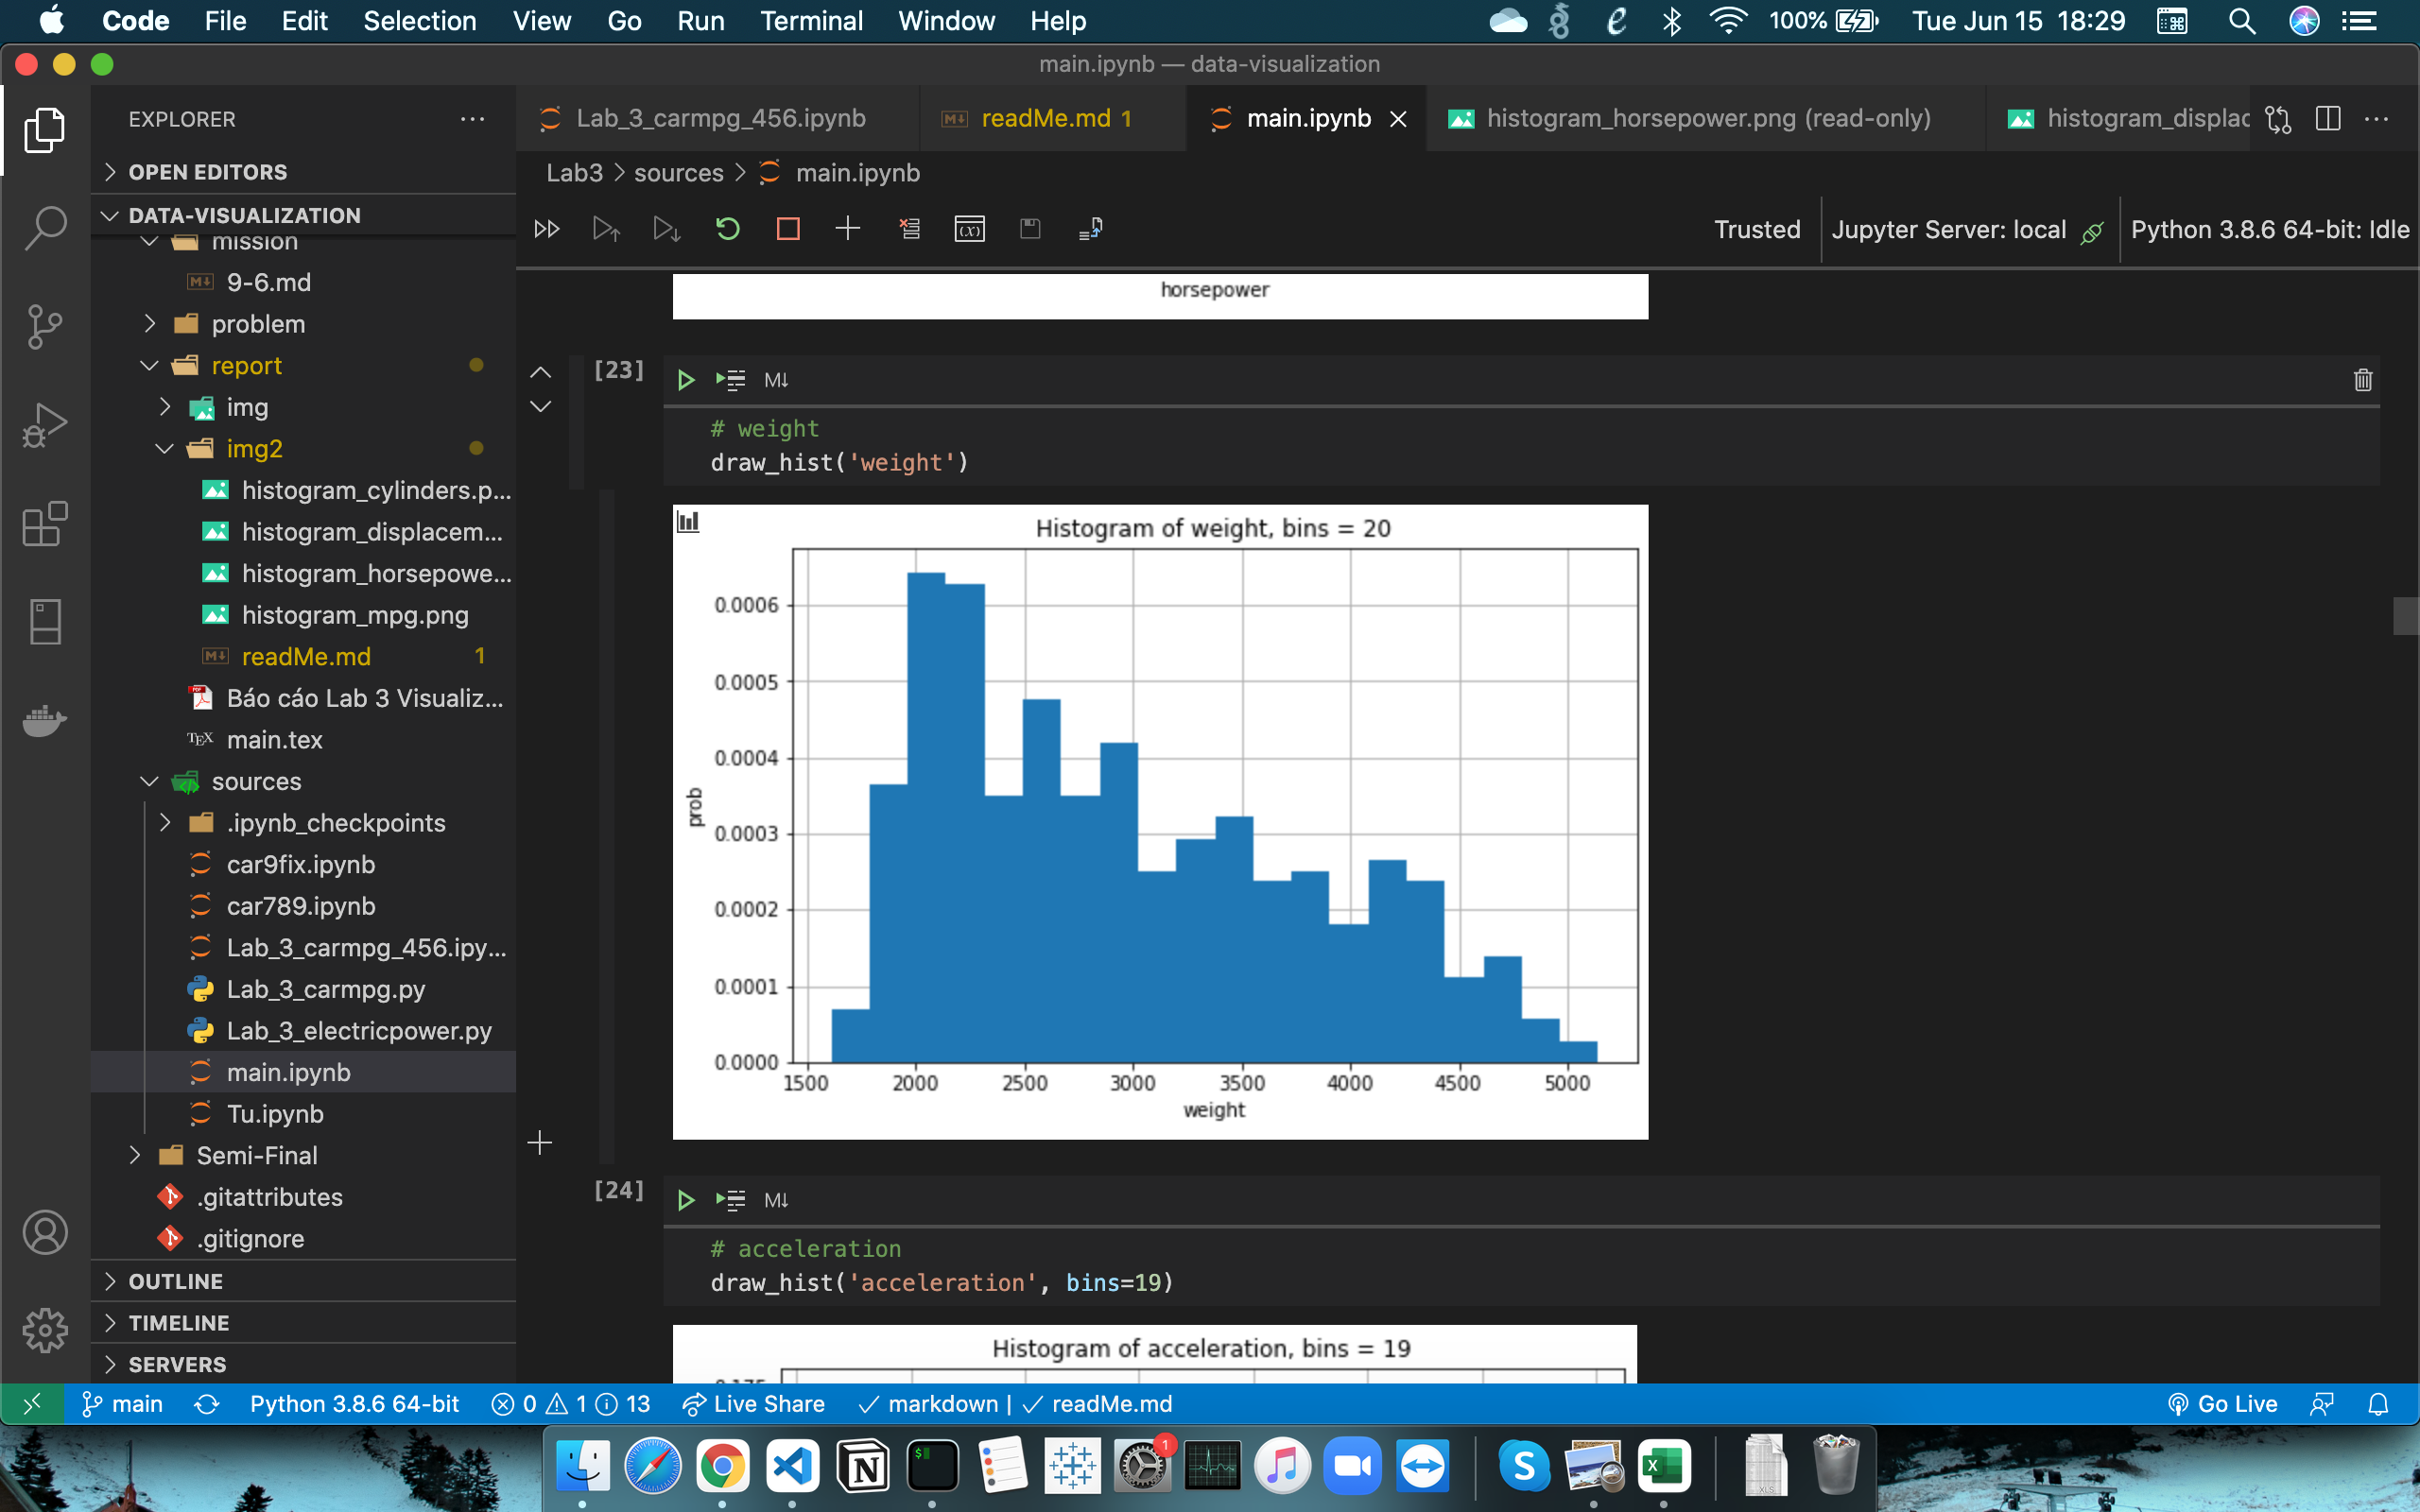 Code File Edit Selection View Go Run Terminal Window Help 100% Tue Jun 15 18:29
main.ipynb — data-visualization
EXPLORER
OPEN EDITORS
DATA-VISUALIZATION
mission
9-6.md
problem
report
img
img2
histogram_cylinders.p...
histogram_displacem...
histogram_horsepowe...
histogram_mpg.png
readMe.md 1
Báo cáo Lab 3 Visualiz...
main.tex
sources
.ipynb_checkpoints
car9fix.ipynb
car789.ipynb
Lab_3_carmpg_456.ipy...
Lab_3_carmpg.py
Lab_3_electricpower.py
main.ipynb
Tu.ipynb
Semi-Final
.gitattributes
.gitignore
OUTLINE
TIMELINE
SERVERS
Lab_3_carmpg_456.ipynb readMe.md 1 main.ipynb histogram_horsepower.png (read-only) histogram_displac
Lab3 > sources > main.ipynb
Trusted Jupyter Server: local Python 3.8.6 64-bit: Idle
horsepower
[23]
M↓
# weight
draw_hist('weight')
Histogram of weight, bins = 20
0.0006
0.0005
0.0004
0.0003
0.0002
0.0001
0.0000
prob
1500 2000 2500 3000 3500 4000 4500 5000
weight
[24]
M↓
# acceleration
draw_hist('acceleration', bins=19)
Histogram of acceleration, bins = 19
main Python 3.8.6 64-bit 0 1 13 Live Share markdown | readMe.md Go Live
1